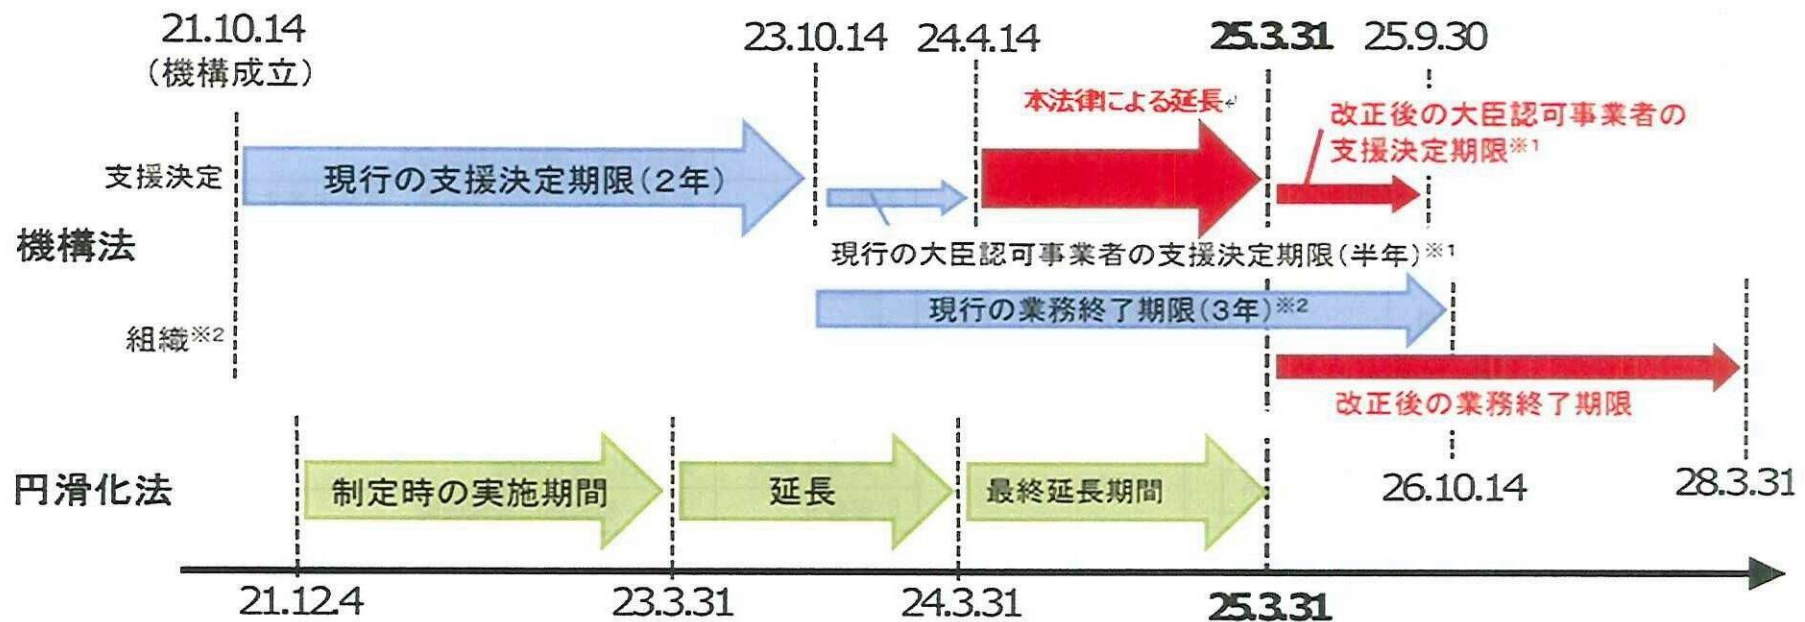 21.10.14
(機構成立)
23.10.14
24.4.14
25.3.31
25.9.30
本法律による延長
改正後の大臣認可事業者の
支援決定期限※1
支援決定
現行の支援決定期限(2年)
機構法
現行の大臣認可事業者の支援決定期限(半年)※1
現行の業務終了期限(3年)※2
組織※2
改正後の業務終了期限
円滑化法
制定時の実施期間
延長
最終延長期間
26.10.14
28.3.31
21.12.4
23.3.31
24.3.31
25.3.31